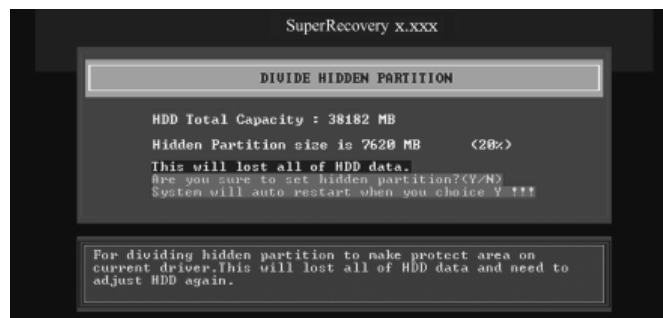 SuperRecovery x.xxx
DIVIDE HIDDEN PARTITION
HDD Total Capacity : 38182 MB
Hidden Partition size is 7620 MB (20%)
This will lost all of HDD data.
Are you sure to set hidden partition?(Y/N)
System will auto restart when you choice Y !!!
For dividing hidden partition to make protect area on
current driver.This will lost all of HDD data and need to
adjust HDD again.